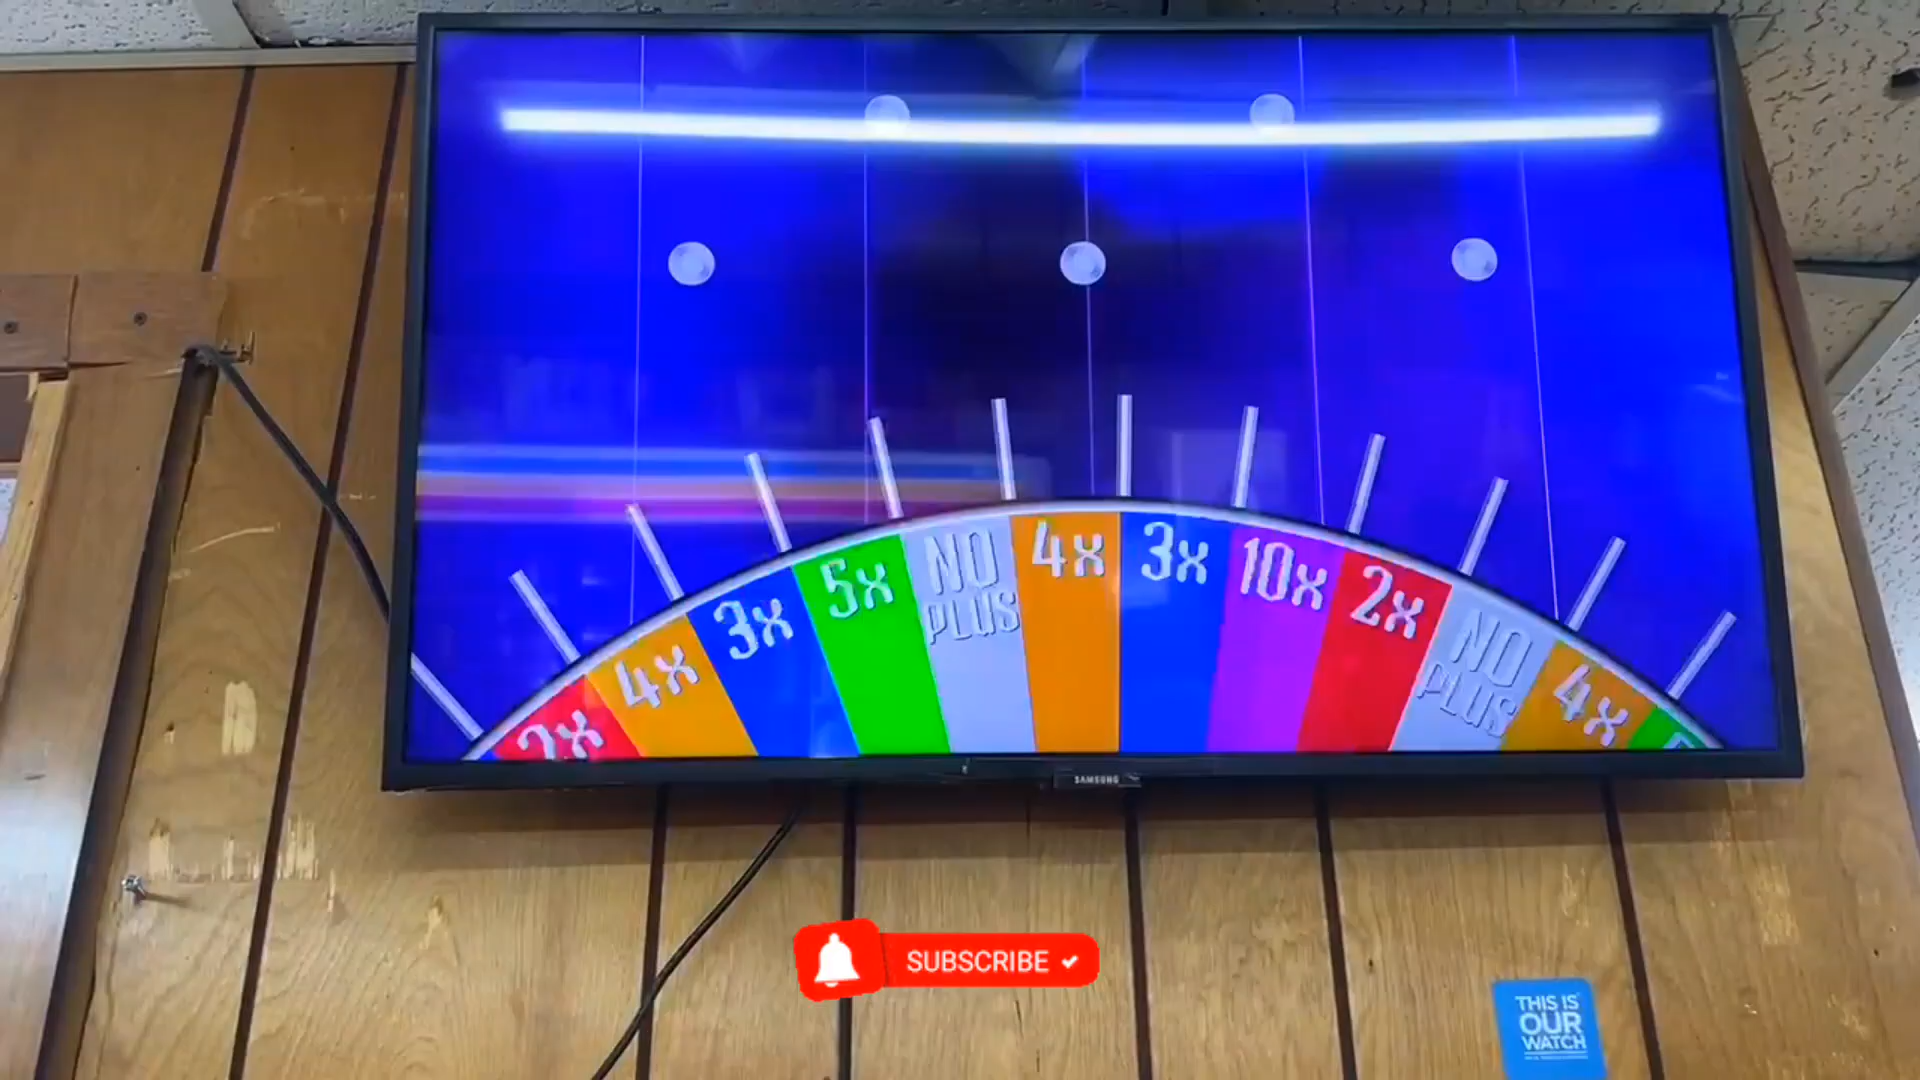 2x
4x
3x
5x
NO
PLUS
4x
3x
10x
2x
NO
PLUS
4x
SAMSUNG
SUBSCRIBE
THIS IS
OUR
WATCH